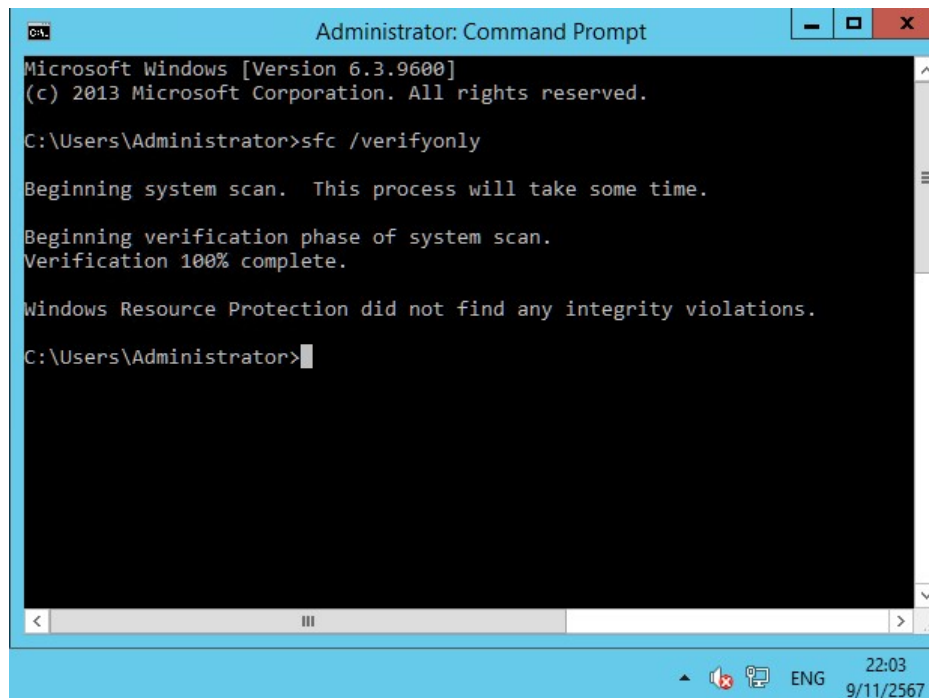 Administrator: Command Prompt
Microsoft Windows [Version 6.3.9600]
(c) 2013 Microsoft Corporation. All rights reserved.
C:\Users\Administrator>sfc /verifyonly
Beginning system scan.  This process will take some time.
Beginning verification phase of system scan.
Verification 100% complete.
Windows Resource Protection did not find any integrity violations.
C:\Users\Administrator>
ENG
22:03
9/11/2567